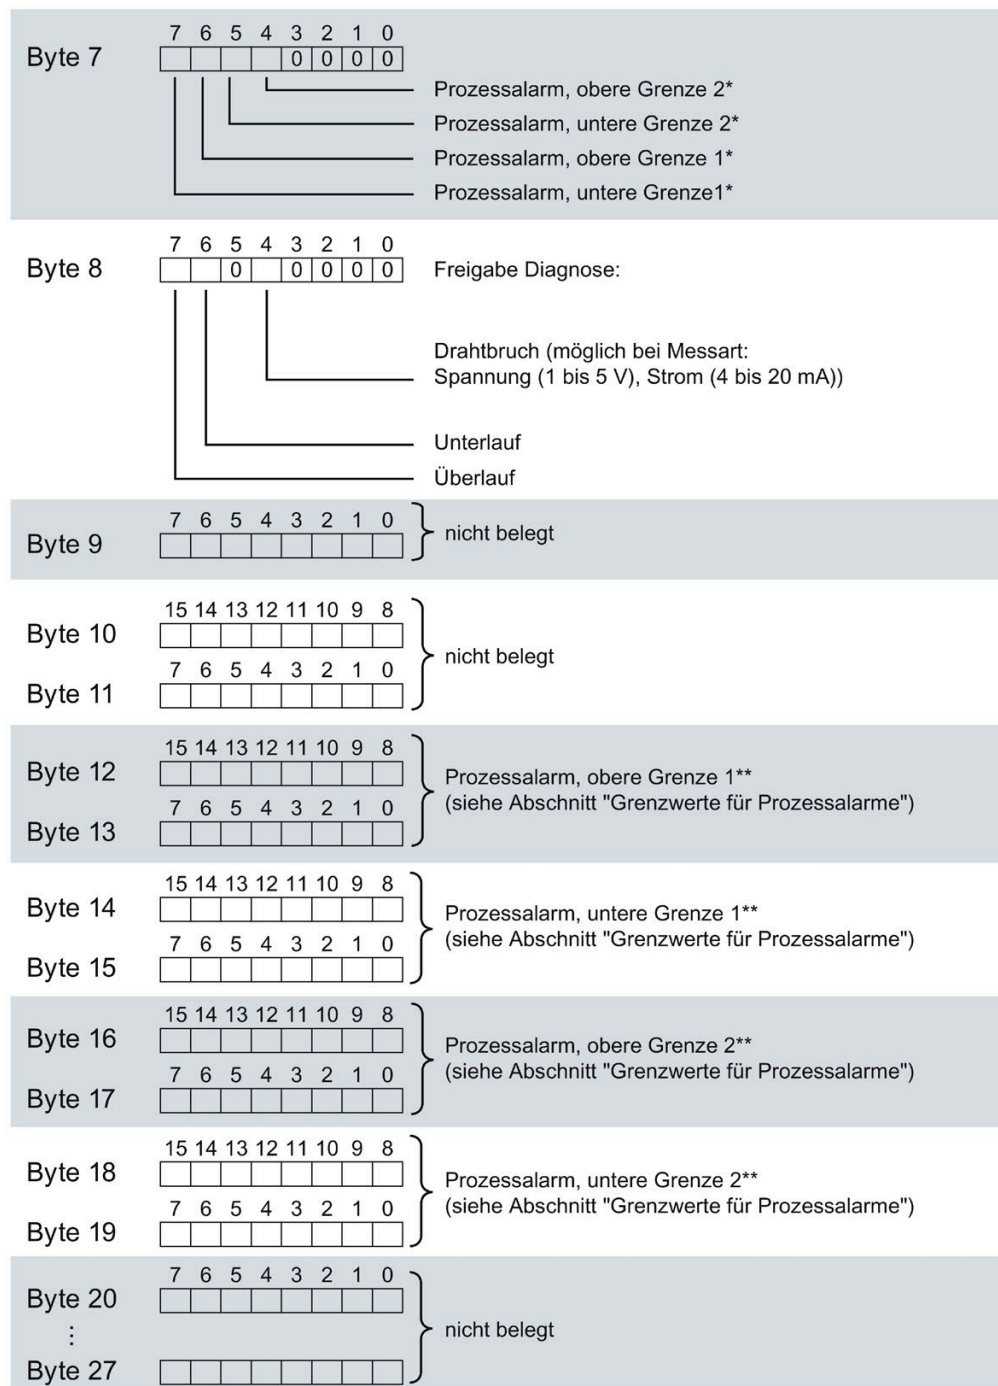 7 6 5 4 3 2 1 0
Byte 7
0 0 0 0
Prozessalarm, obere Grenze 2*
Prozessalarm, untere Grenze 2*
Prozessalarm, obere Grenze 1*
Prozessalarm, untere Grenze1*
7 6 5 4 3 2 1 0
Byte 8
0 0 0 0 0
Freigabe Diagnose:
Drahtbruch (möglich bei Messart:
Spannung (1 bis 5 V), Strom (4 bis 20 mA))
Unterlauf
Überlauf
7 6 5 4 3 2 1 0
Byte 9
nicht belegt
15 14 13 12 11 10 9 8
Byte 10
nicht belegt
7 6 5 4 3 2 1 0
Byte 11
15 14 13 12 11 10 9 8
Byte 12
Prozessalarm, obere Grenze 1**
(siehe Abschnitt "Grenzwerte für Prozessalarme")
7 6 5 4 3 2 1 0
Byte 13
15 14 13 12 11 10 9 8
Byte 14
Prozessalarm, untere Grenze 1**
(siehe Abschnitt "Grenzwerte für Prozessalarme")
7 6 5 4 3 2 1 0
Byte 15
15 14 13 12 11 10 9 8
Byte 16
Prozessalarm, obere Grenze 2**
(siehe Abschnitt "Grenzwerte für Prozessalarme")
7 6 5 4 3 2 1 0
Byte 17
15 14 13 12 11 10 9 8
Byte 18
Prozessalarm, untere Grenze 2**
(siehe Abschnitt "Grenzwerte für Prozessalarme")
7 6 5 4 3 2 1 0
Byte 19
7 6 5 4 3 2 1 0
Byte 20
nicht belegt
Byte 27